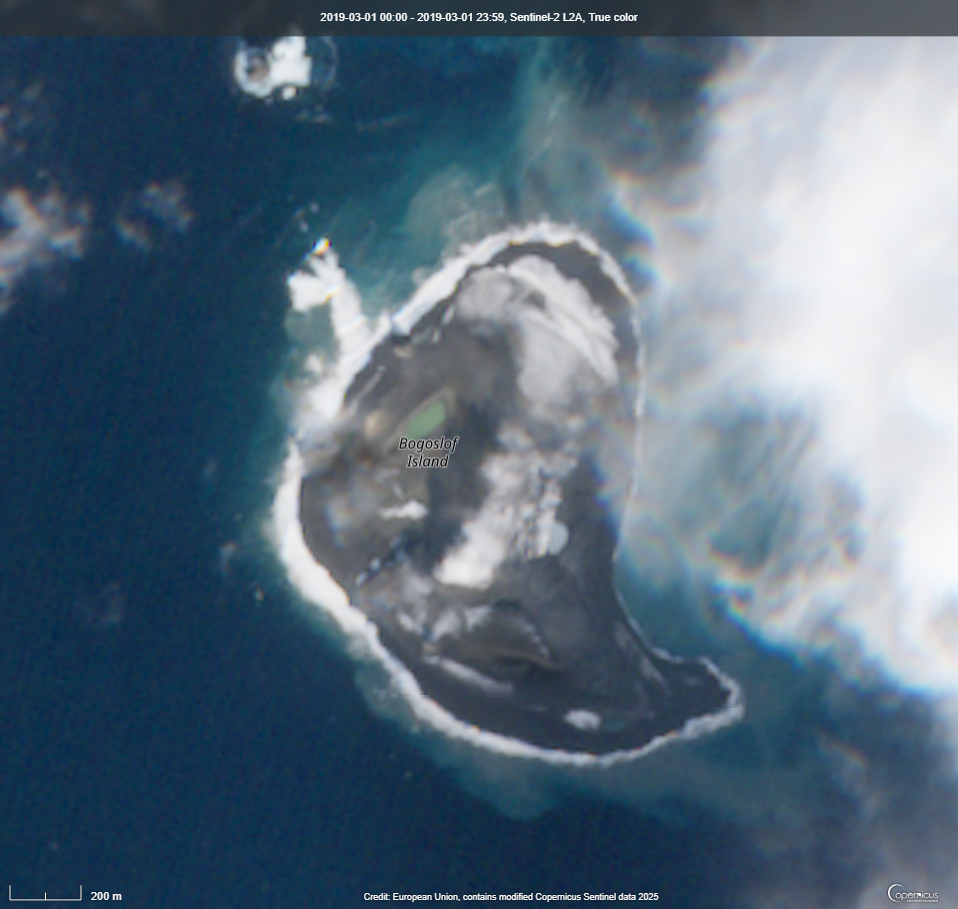 2019-03-01 00:00 - 2019-03-01 23:59, Sentinel-2 L2A, True color
Bogoslof
Island
200 m
Credit: European Union, contains modified Copernicus Sentinel data 2025
opernicus